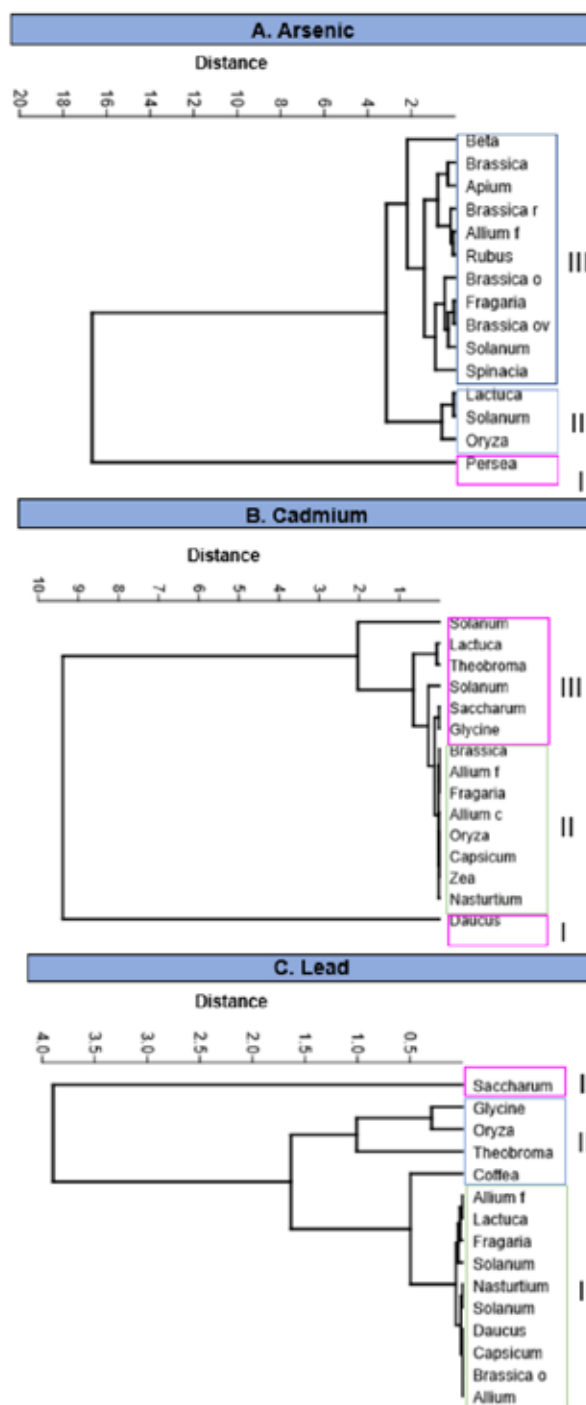 A. Arsenic
Distance
20 18 16 14 12 10 8 6 4 2
Beta
Brassica
Apium
Brassica r
Allium f
Rubus
Brassica o
Fragaria
Brassica ov
Solanum
Spinacia
III
Lactuca
Solanum
Oryza
II
Persea
I
B. Cadmium
Distance
10 9 8 7 6 5 4 3 2 1
Solanum
Lactuca
Theobroma
Solanum
Saccharum
Glycine
III
Brassica
Allium f
Fragaria
Allium c
Oryza
Capsicum
Zea
Nasturtium
II
Daucus
I
C. Lead
Distance
4.0 3.5 3.0 2.5 2.0 1.5 1.0 0.5
Saccharum
I
Glycine
Oryza
Theobroma
Coffea
Allium f
Lactuca
Fragaria
Solanum
Nasturtium
Solanum
Daucus
Capsicum
Brassica o
Allium